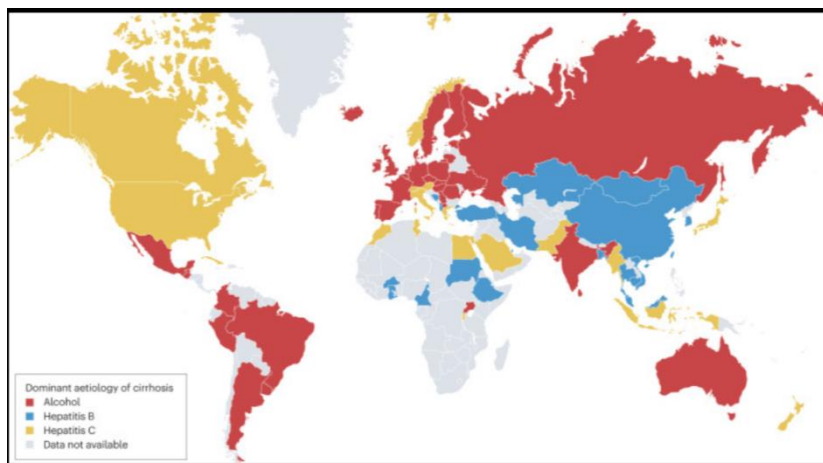 Dominant aetiology of cirrhosis
Alcohol
Hepatitis B
Hepatitis C
Data not available